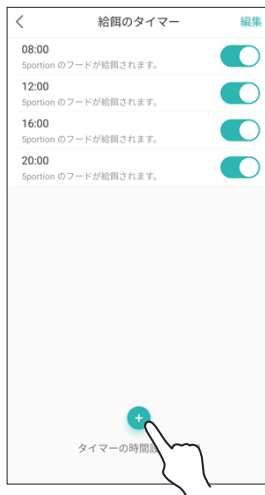 給餌のタイマー 編集
08:00
5portion のフードが給餌されます。
12:00
5portion のフードが給餌されます。
16:00
5portion のフードが給餌されます。
20:00
5portion のフードが給餌されます。
タイマーの時間